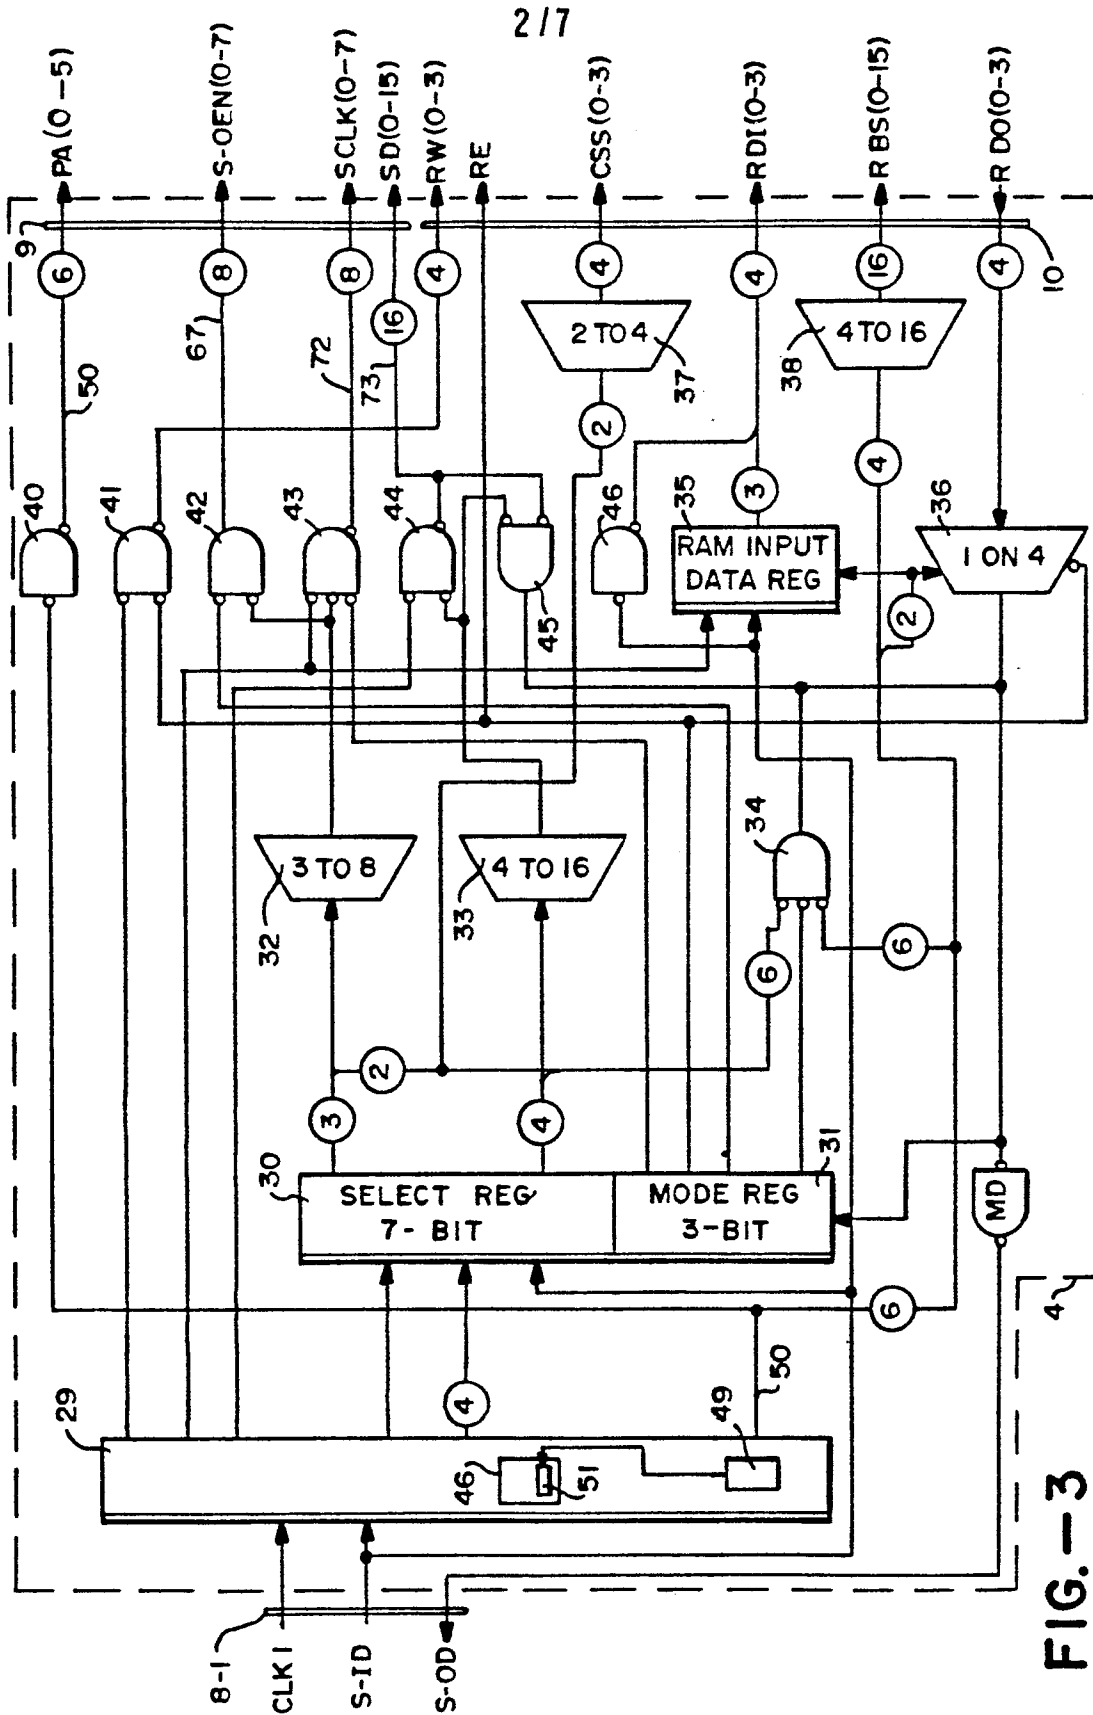 2/7
PA(0-5)
S-OEN(0-7)
SCLK(0-7)
SD(0-15)
RW(0-3)
RE
CSS(0-3)
RDI(0-3)
RBS(0-15)
RDO(0-3)
9
6
8
8
16
4
4
4
16
4
10
50
67
72
73
2 TO 4
37
4 TO 16
38
2
4
40
41
42
43
44
45
46
35
3
RAM INPUT
DATA REG
36
1 ON 4
2
32
3 TO 8
33
4 TO 16
34
6
6
2
3
4
30
SELECT REG
7-BIT
31
MODE REG
3-BIT
MD
6
4
29
4
50
46
51
49
8-1
CLK 1
S-ID
S-OD
FIG.-3